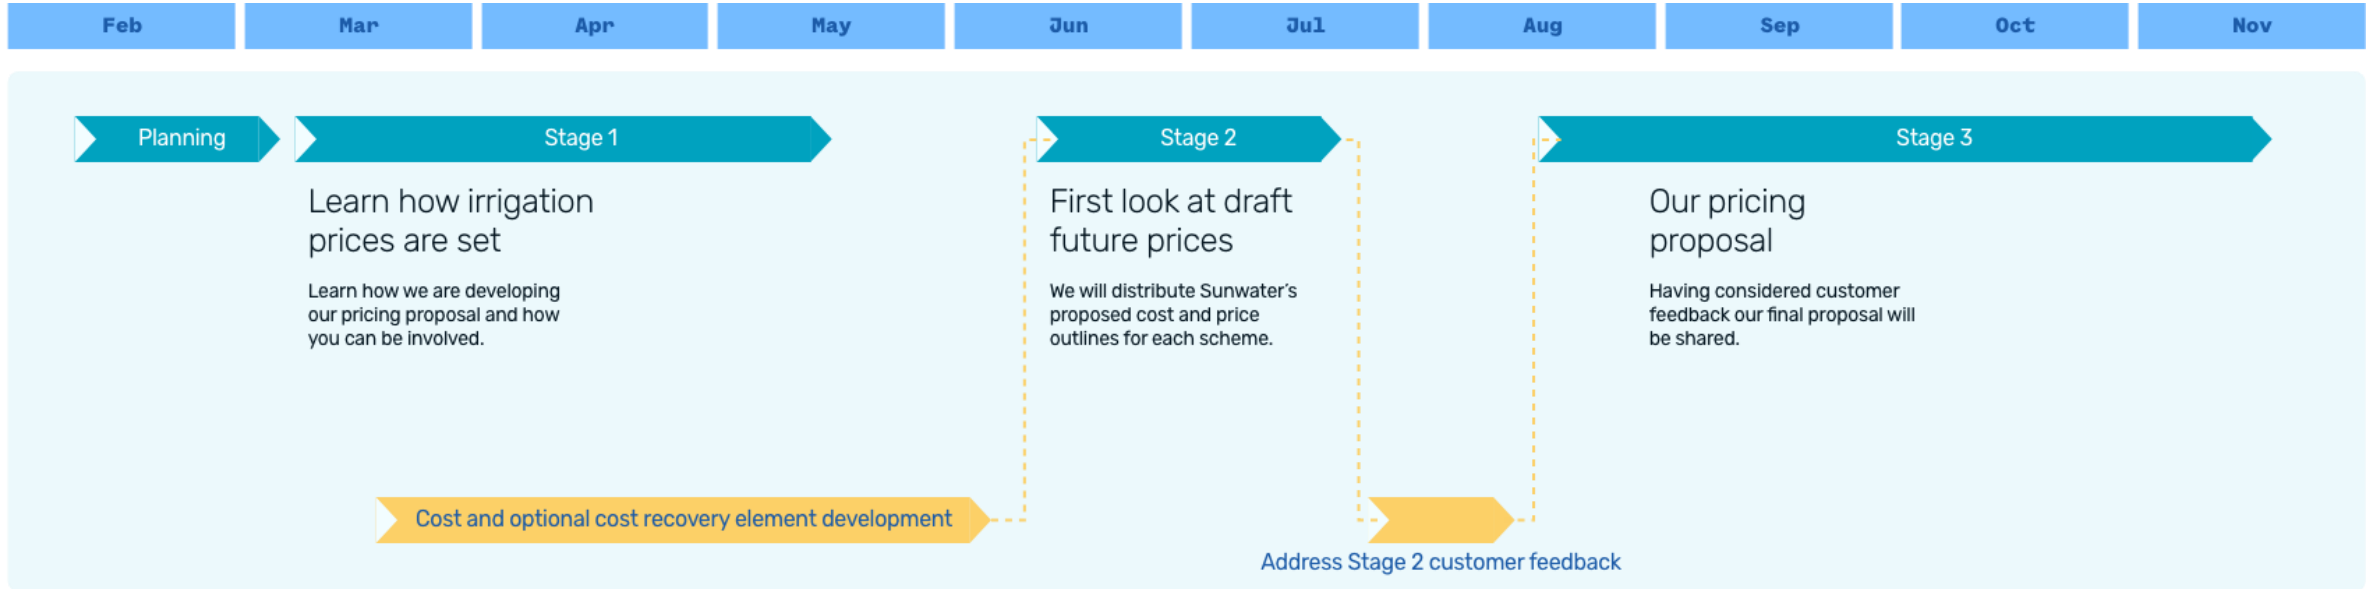 Feb
Mar
Apr
May
Jun
Jul
Aug
Sep
Oct
Nov
Planning
Stage 1
Stage 2
Stage 3
Learn how irrigation
prices are set
Learn how we are developing
our pricing proposal and how
you can be involved.
First look at draft
future prices
We will distribute Sunwater's
proposed cost and price
outlines for each scheme.
Our pricing
proposal
Having considered customer
feedback our final proposal will
be shared.
Cost and optional cost recovery element development
Address Stage 2 customer feedback